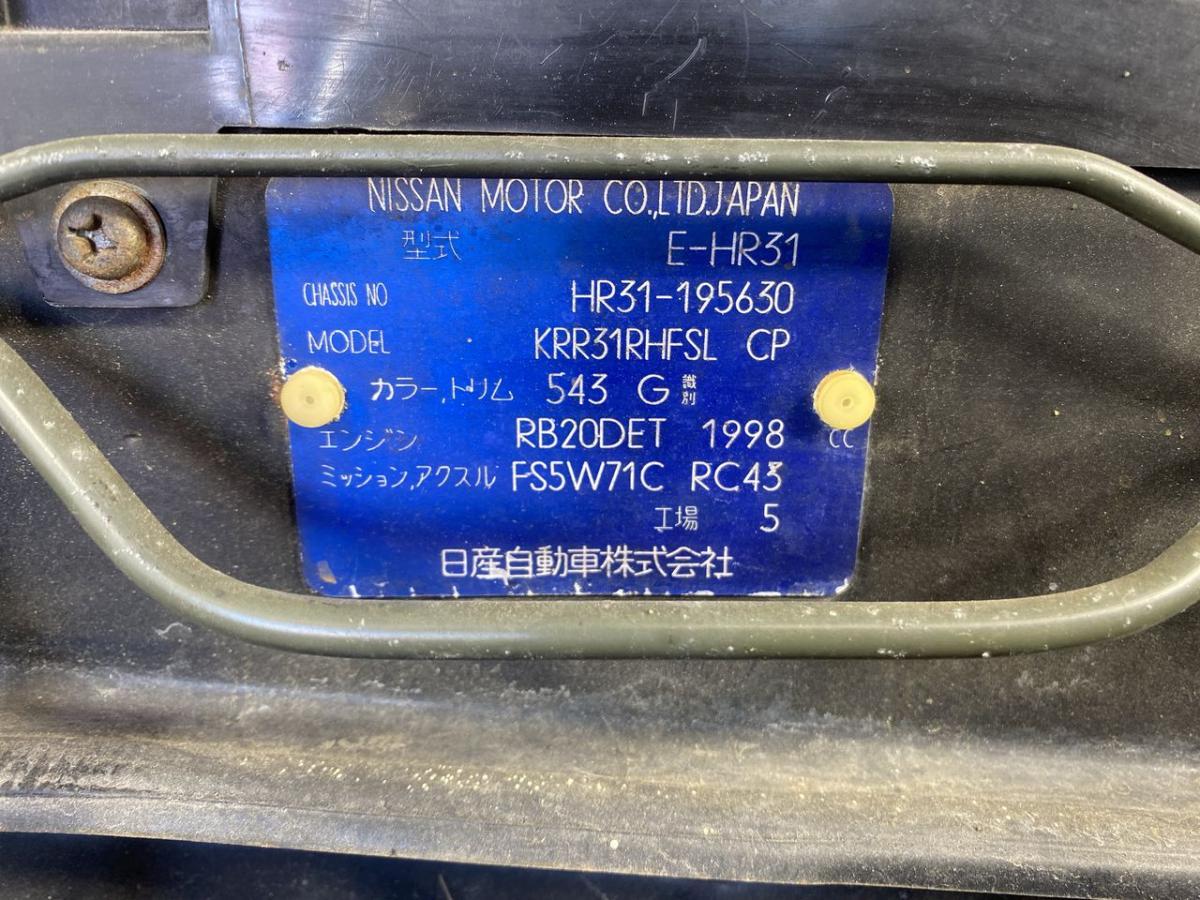 NISSAN MOTOR CO.,LTD.JAPAN
型式 E-HR31
CHASSIS NO HR31-195630
MODEL KRR31RHFSL CP
カラー,トリム 543 G 識別
エンジン RB20DET 1998 CC
ミッション,アクスル FS5W71C RC43
工場 5
日産自動車株式会社